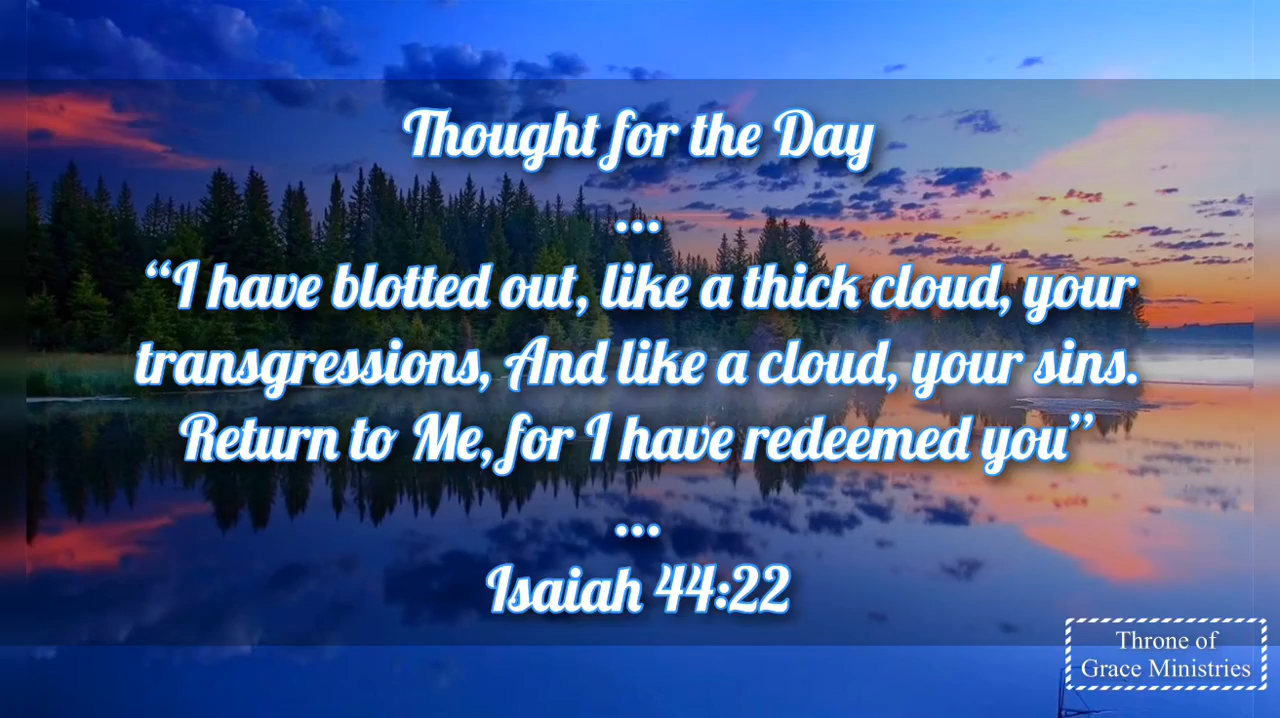 Thought for the Day
...
“I have blotted out, like a thick cloud, your
transgressions, And like a cloud, your sins.
Return to Me, for I have redeemed you”
...
Isaiah 44:22
Throne of
Grace Ministries